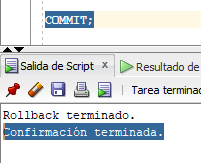 COMMIT;
Salida de Script x
Resultado de
Tarea terminad
Rollback terminado.
Confirmación terminada.